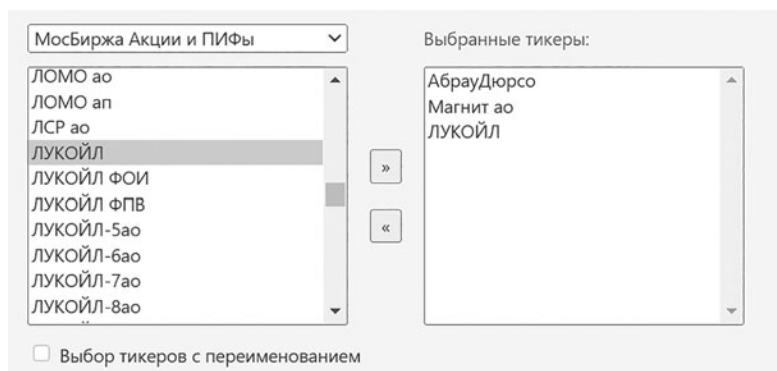 МосБиржа Акции и ПИФы
Выбранные тикеры:
ЛОМО ао
ЛОМО ап
ЛСР ао
ЛУКОЙЛ
ЛУКОЙЛ ФОИ
ЛУКОЙЛ ФПВ
ЛУКОЙЛ-5ао
ЛУКОЙЛ-6ао
ЛУКОЙЛ-7ао
ЛУКОЙЛ-8ао
»
«
АбрауДюрсо
Магнит ао
ЛУКОЙЛ
Выбор тикеров с переименованием